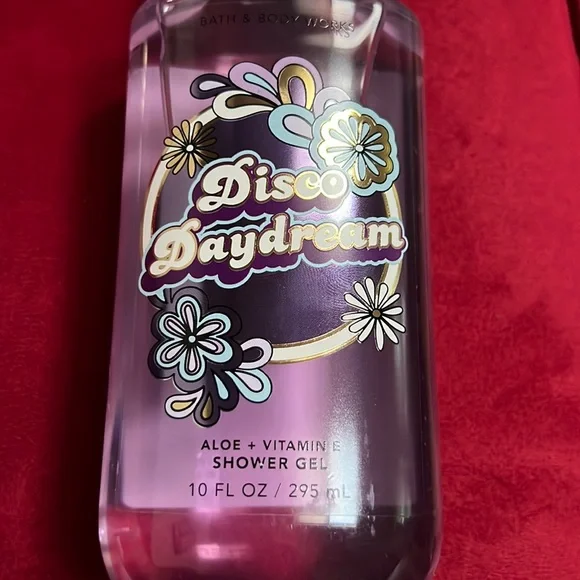 BATH & BODY WORKS
Disco
Daydream
ALOE + VITAMIN E
SHOWER GEL
10 FL OZ / 295 mL